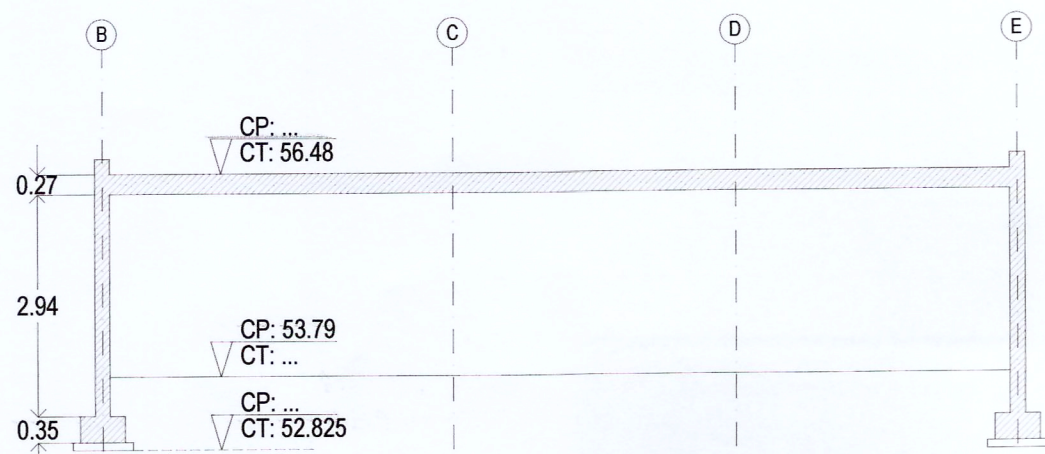 B
C
D
E
CP: ...
CT: 56.48
0.27
2.94
CP: 53.79
CT: ...
CP: ...
0.35
CT: 52.825